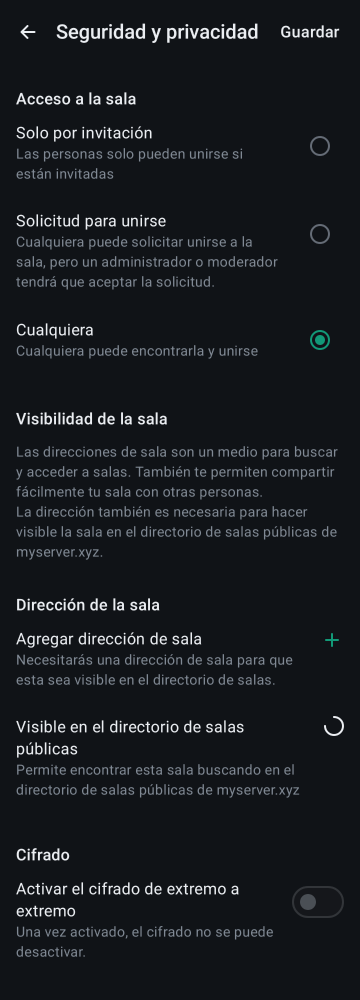 Seguridad y privacidad
Guardar
Acceso a la sala
Solo por invitación
Las personas solo pueden unirse si
están invitadas
Solicitud para unirse
Cualquiera puede solicitar unirse a la
sala, pero un administrador o moderador
tendrá que aceptar la solicitud.
Cualquiera
Cualquiera puede encontrarla y unirse
Visibilidad de la sala
Las direcciones de sala son un medio para buscar
y acceder a salas. También te permiten compartir
fácilmente tu sala con otras personas.
La dirección también es necesaria para hacer
visible la sala en el directorio de salas públicas de
myserver.xyz.
Dirección de la sala
Agregar dirección de sala
Necesitarás una dirección de sala para que
esta sea visible en el directorio de salas.
Visible en el directorio de salas
públicas
Permite encontrar esta sala buscando en el
directorio de salas públicas de myserver.xyz
Cifrado
Activar el cifrado de extremo a
extremo
Una vez activado, el cifrado no se puede
desactivar.